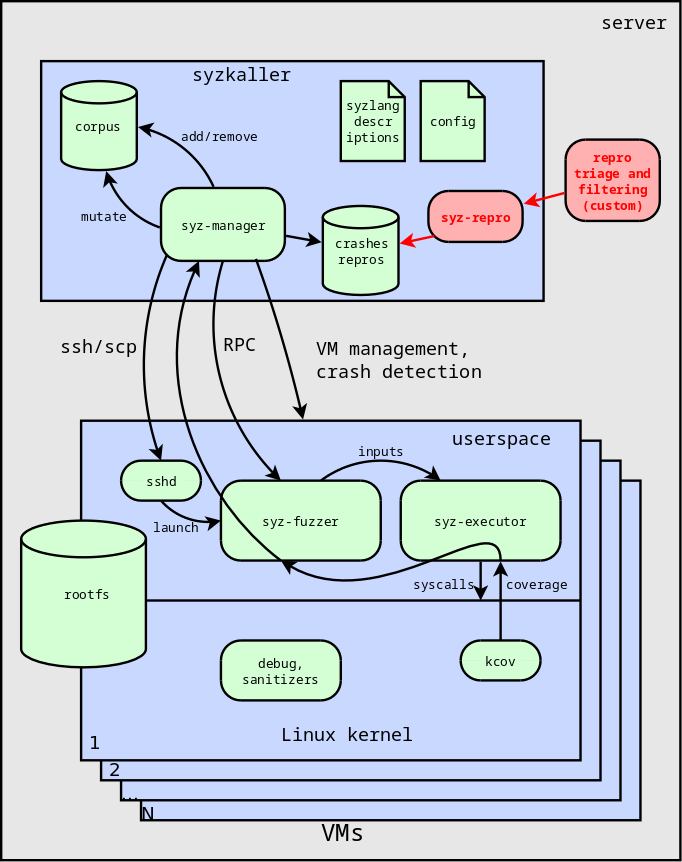 server
syzkaller
corpus
add/remove
mutate
syz-manager
syzlang
descr
iptions
config
crashes
repros
syz-repro
repro
triage and
filtering
(custom)
ssh/scp
RPC
VM management,
crash detection
userspace
inputs
sshd
launch
syz-fuzzer
syz-executor
syscalls
coverage
rootfs
debug,
sanitizers
kcov
Linux kernel
1
2
...
N
VMs